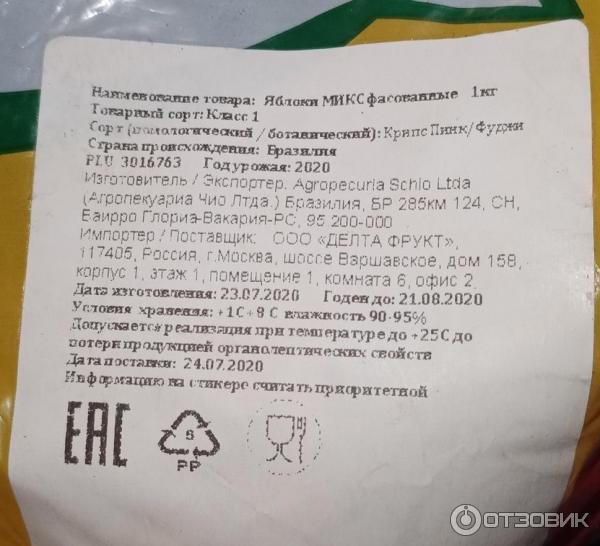 Наименование товара: Яблоки МИКС фасованные 1кг
Товарный сорт: Класс 1
Сорт (помологический / ботанический): Крипс Пинк/Фуджи
Страна происхождения: Бразилия
PLU 3016763 Год урожая: 2020
Изготовитель / Экспортер. Agropecuria Schio Ltda
(Агропекуариа Чио Лтда.) Бразилия, БР 285км 124, СН,
Баирро Глориа-Вакария-РС, 95.200-000
Импортер / Поставщик: ООО «ДЕЛТА ФРУКТ»,
117405, Россия, г.Москва, шоссе Варшавское, дом 158,
корпус 1, этаж 1, помещение 1, комната 6, офис 2.
Дата изготовления: 23.07.2020 Годен до: 21.08.2020
Условия хранения: +1С+8 С влажность 90-95%
Допускается реализация при температуре до +25С до
потери продукцией органолептических свойств
Дата поставки: 24.07.2020
Информацию на стикере считать приоритетной
ЕАС
PP
ОТЗОВИК